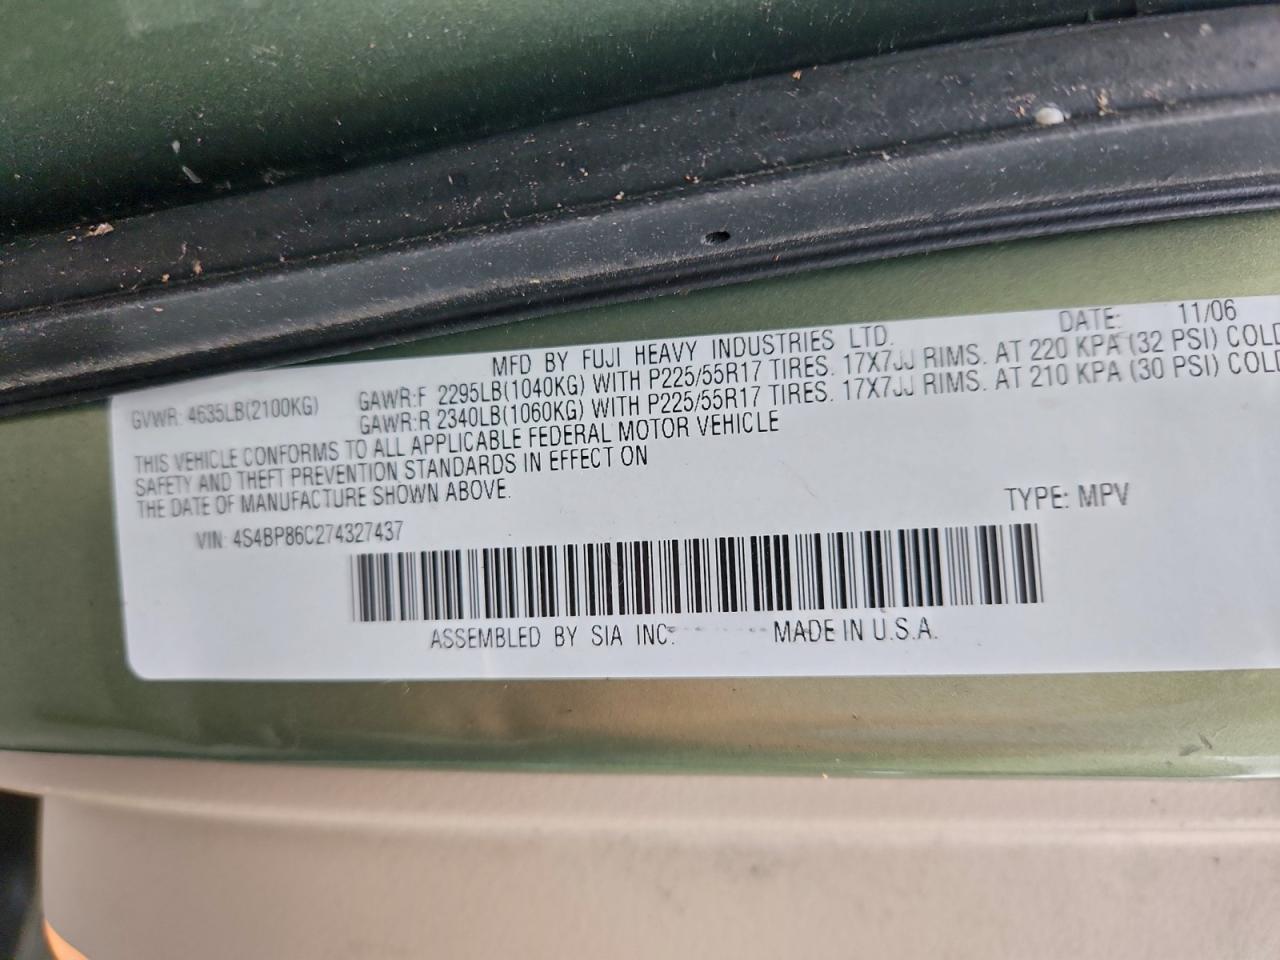 MFD BY FUJI HEAVY INDUSTRIES LTD. DATE: 11/06
GVWR: 4635LB(2100KG) GAWR:F 2295LB(1040KG) WITH P225/55R17 TIRES. 17X7JJ RIMS. AT 220 KPA (32 PSI) COLD
GAWR:R 2340LB(1060KG) WITH P225/55R17 TIRES. 17X7JJ RIMS. AT 210 KPA (30 PSI) COLD
THIS VEHICLE CONFORMS TO ALL APPLICABLE FEDERAL MOTOR VEHICLE
SAFETY AND THEFT PREVENTION STANDARDS IN EFFECT ON
THE DATE OF MANUFACTURE SHOWN ABOVE.
VIN: 4S4BP86C274327437 TYPE: MPV
ASSEMBLED BY SIA INC. MADE IN U.S.A.